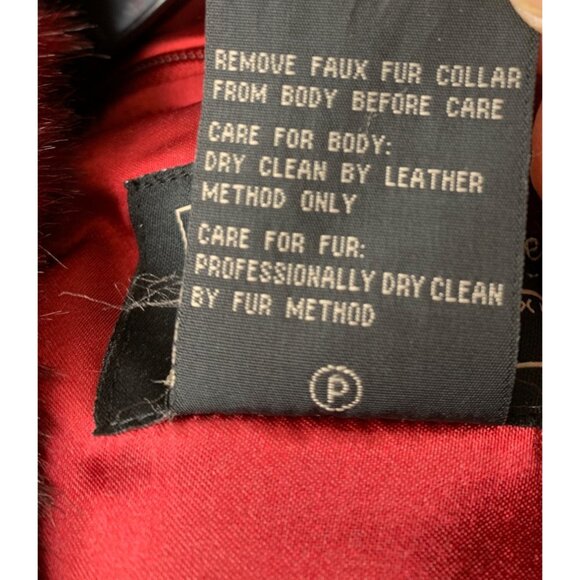 REMOVE FAUX FUR COLLAR
FROM BODY BEFORE CARE
CARE FOR BODY:
DRY CLEAN BY LEATHER
METHOD ONLY
CARE FOR FUR:
PROFESSIONALLY DRY CLEAN
BY FUR METHOD
P